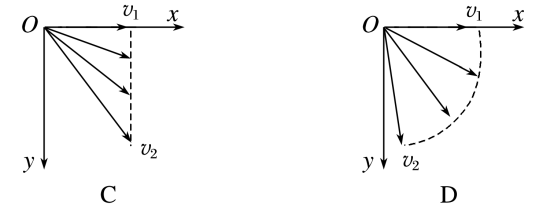 O v₁ x
y v₂
C
O v₁ x
y v₂
D